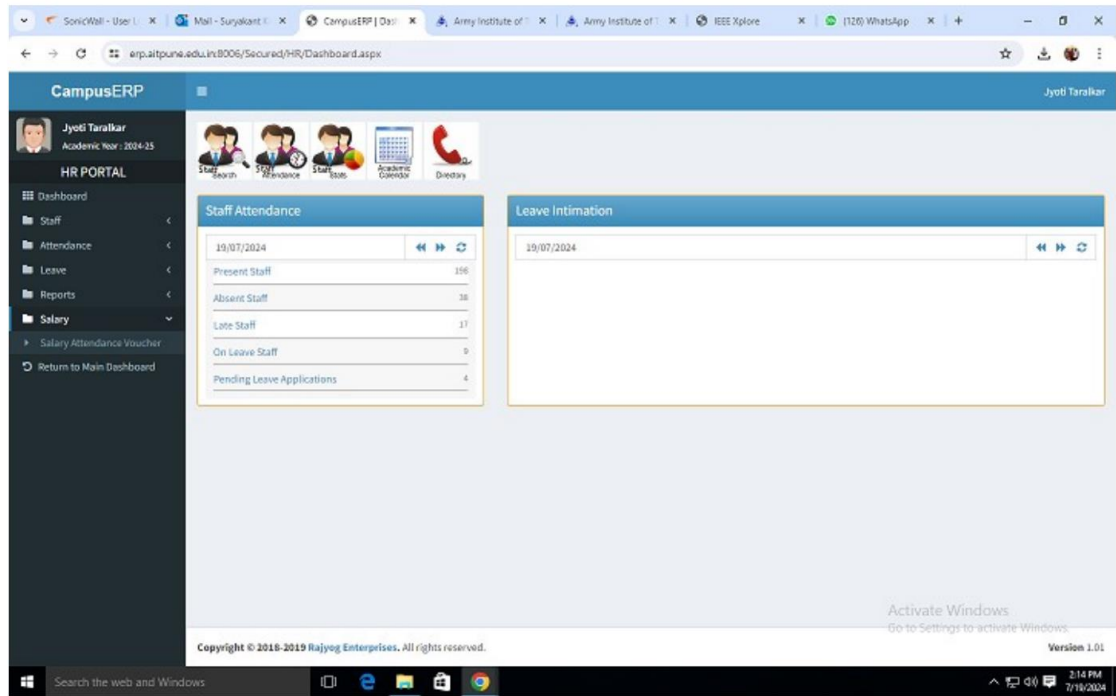 SonicWall - User L
Mail - Suryakant
CampusERP | Das
Army Institute of T
Army Institute of T
IEEE Xplore
(126) WhatsApp
erp.aitpune.edu.in:8006/Secured/HR/Dashboard.aspx
CampusERP
Jyoti Taralkar
Jyoti Taralkar
Academic Year : 2024-25
HR PORTAL
Dashboard
Staff
Attendance
Leave
Reports
Salary
Salary Attendance Voucher
Return to Main Dashboard
Staff Search
Staff Attendance
Staff Stats
Academic Calendar
Directory
Staff Attendance
19/07/2024
Present Staff 196
Absent Staff 38
Late Staff 17
On Leave Staff 9
Pending Leave Applications 4
Leave Intimation
19/07/2024
Activate Windows
Go to Settings to activate Windows.
Copyright © 2018-2019 Rajyog Enterprises. All rights reserved.
Version 1.01
Search the web and Windows
2:14 PM
7/19/2024